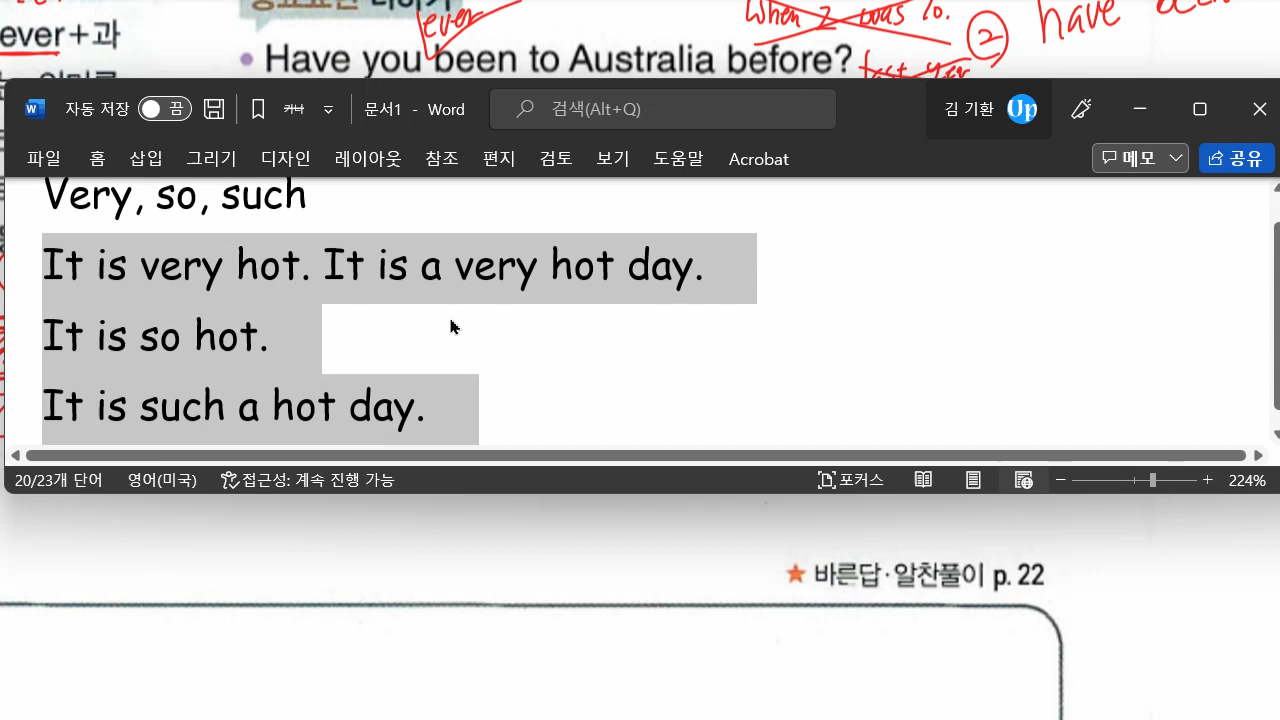 ever+과
ever
When I was 10.
② have
• Have you been to Australia before?
last year
자동 저장 끔 가나 문서1 - Word 검색(Alt+Q) 김 기환 Up
파일 홈 삽입 그리기 디자인 레이아웃 참조 편지 검토 보기 도움말 Acrobat 메모 공유
Very, so, such
It is very hot. It is a very hot day.
It is so hot.
It is such a hot day.
20/23개 단어 영어(미국) 접근성: 계속 진행 가능 포커스 224%
★ 바른답·알찬풀이 p. 22